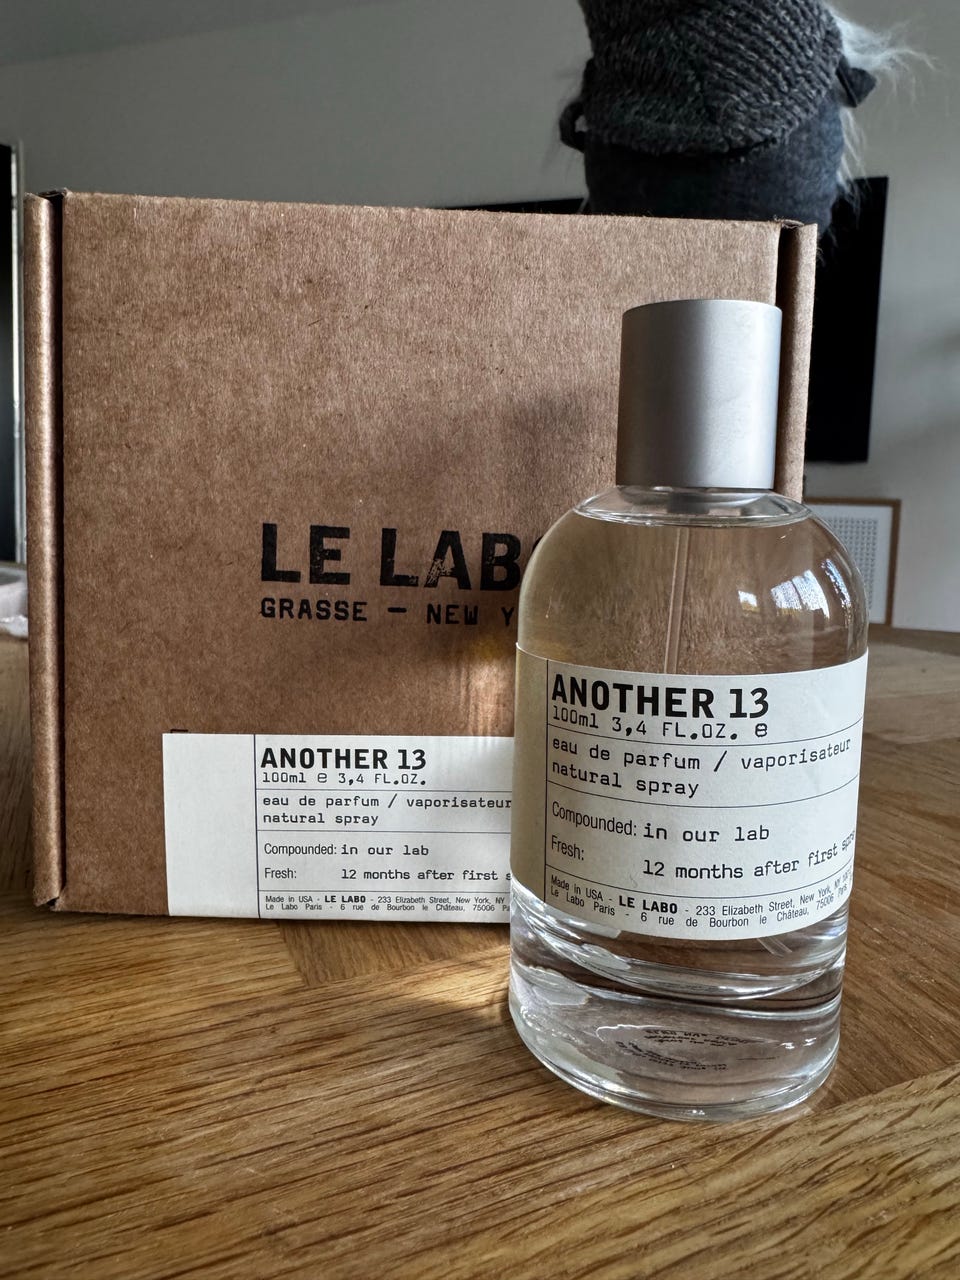 LE LAB
GRASSE — NEW Y
ANOTHER 13
100ml e 3,4 FL.OZ.
eau de parfum / vaporisateur
natural spray
Compounded: in our lab
Fresh: 12 months after first s
Made in USA - LE LABO - 233 Elizabeth Street, New York, NY
Le Labo Paris - 6 rue de Bourbon le Château, 75006 P
ANOTHER 13
100ml 3,4 FL.OZ. e
eau de parfum / vaporisateur
natural spray
Compounded: in our lab
Fresh: 12 months after first
Made in USA - LE LABO - 233 Elizabeth Street, New York, NY
Le Labo Paris - 6 rue de Bourbon le Château, 75006